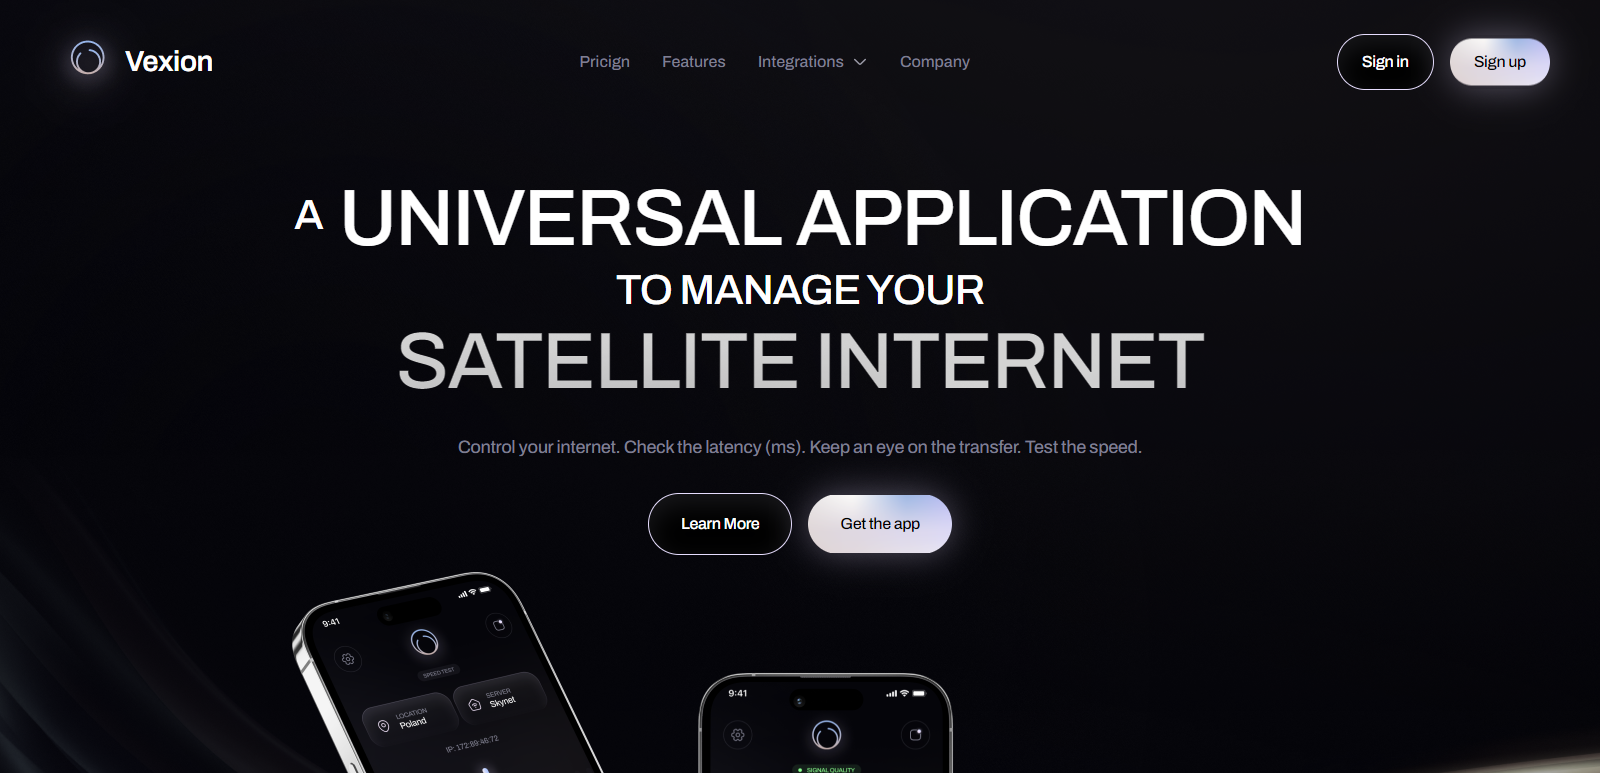 Vexion
Pricign Features Integrations Company
Sign in Sign up
A UNIVERSAL APPLICATION
TO MANAGE YOUR
SATELLITE INTERNET
Control your internet. Check the latency (ms). Keep an eye on the transfer. Test the speed.
Learn More Get the app
9:41
SPEED TEST
LOCATION
Poland
SERVER
Skynet
IP: 172:89:46:72
9:41
SIGNAL QUALITY